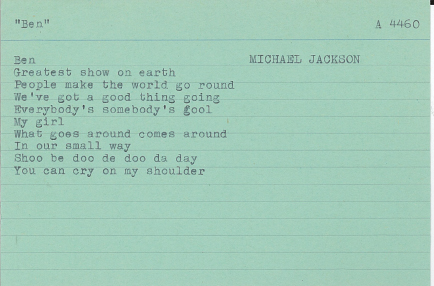 "Ben" A 4460
Ben MICHAEL JACKSON
Greatest show on earth
People make the world go round
We've got a good thing going
Everybody's somebody's fool
My girl
What goes around comes around
In our small way
Shoo be doo de doo da day
You can cry on my shoulder